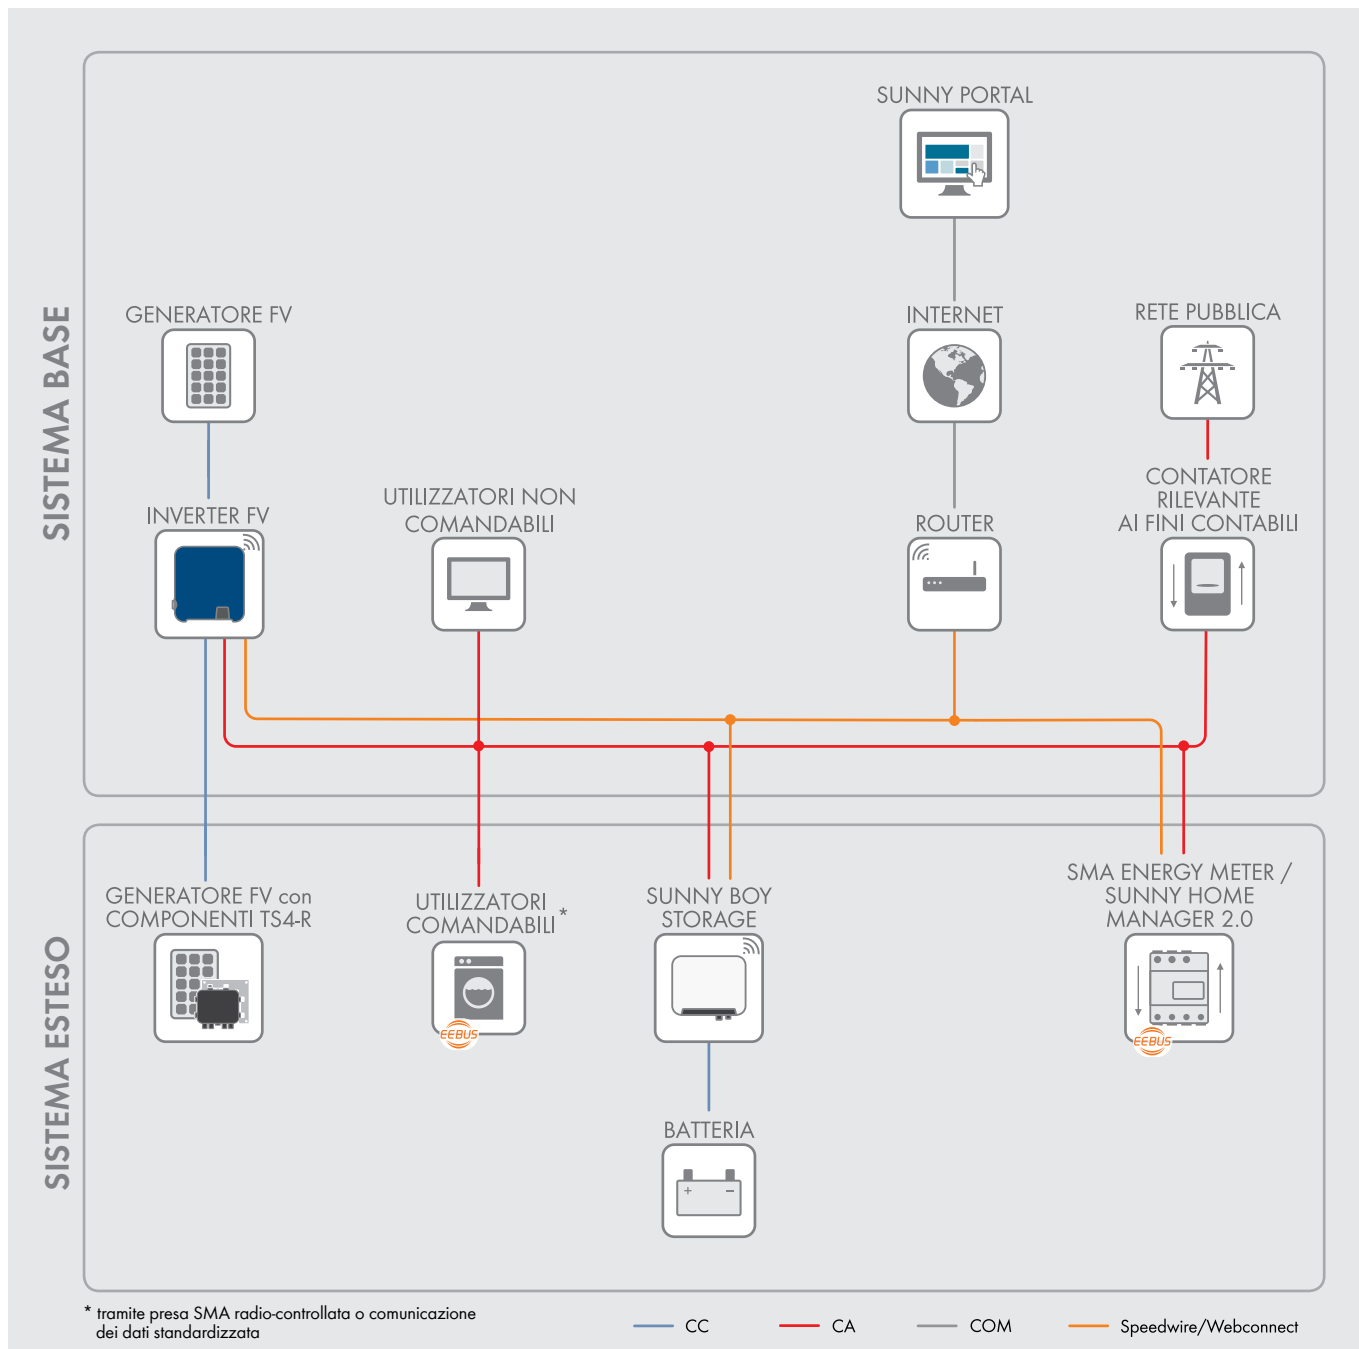 SISTEMA BASE
SUNNY PORTAL
GENERATORE FV
INTERNET
RETE PUBBLICA
INVERTER FV
UTILIZZATORI NON
COMANDABILI
ROUTER
CONTATORE
RILEVANTE
AI FINI CONTABILI
SISTEMA ESTESO
GENERATORE FV con
COMPONENTI TS4-R
UTILIZZATORI
COMANDABILI *
EEBUS
SUNNY BOY
STORAGE
SMA ENERGY METER /
SUNNY HOME
MANAGER 2.0
EEBUS
BATTERIA
+ −
* tramite presa SMA radio-controllata o comunicazione
dei dati standardizzata
CC
CA
COM
Speedwire/Webconnect